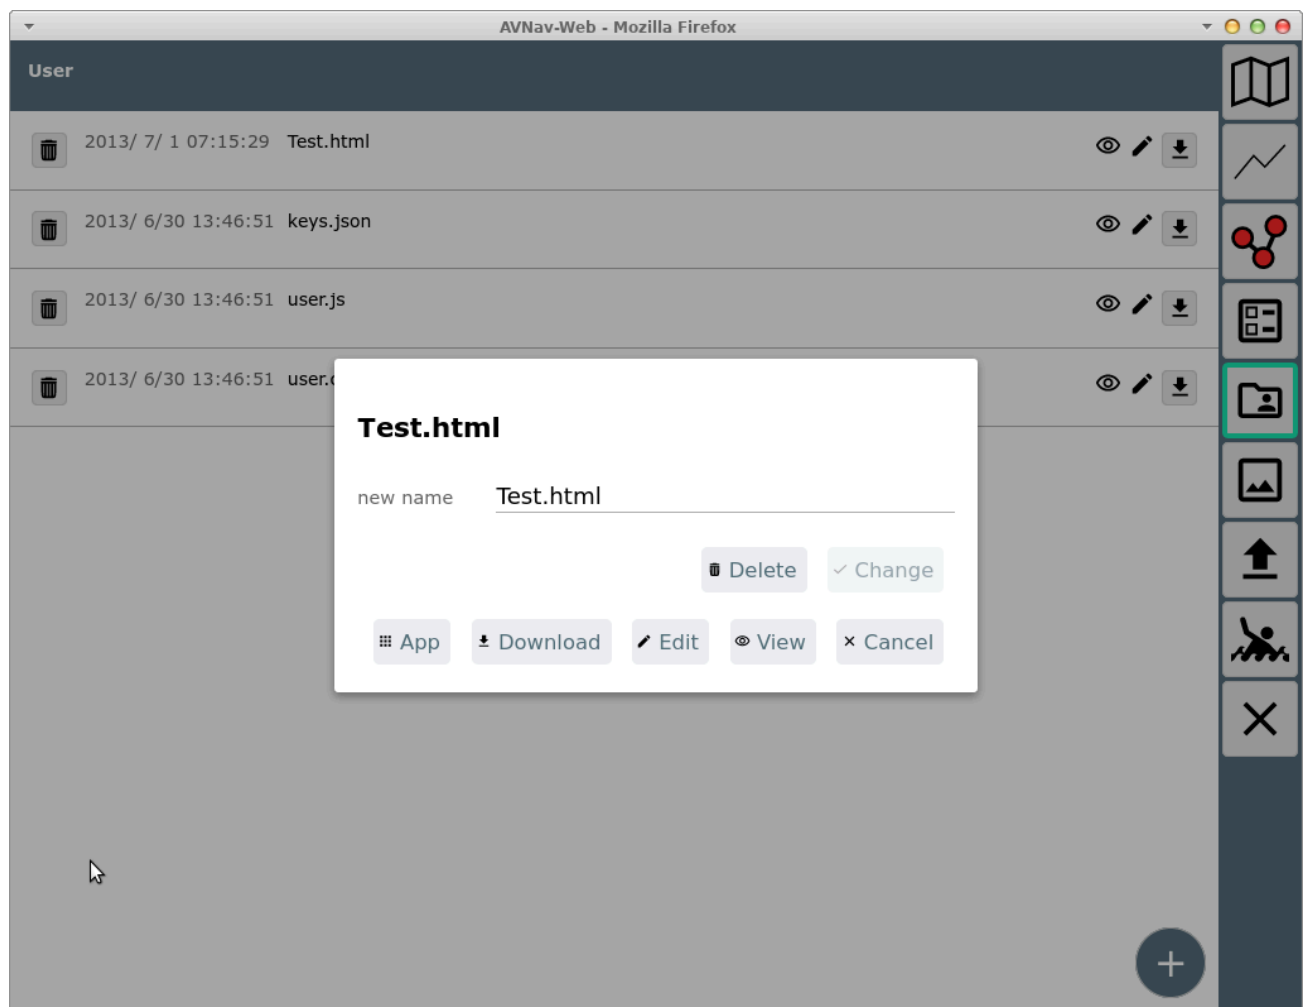 AVNav-Web - Mozilla Firefox
User
2013/ 7/ 1 07:15:29 Test.html
2013/ 6/30 13:46:51 keys.json
2013/ 6/30 13:46:51 user.js
2013/ 6/30 13:46:51
Test.html
new name Test.html
Delete Change
App Download Edit View Cancel